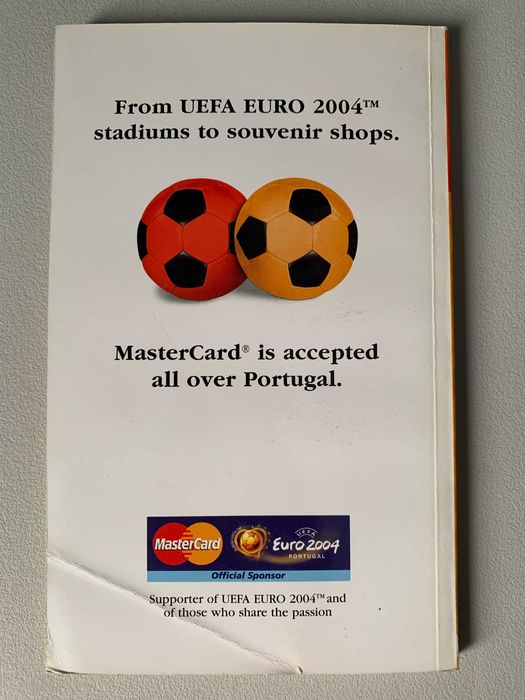 From UEFA EURO 2004™
stadiums to souvenir shops.
MasterCard® is accepted
all over Portugal.
MasterCard
UEFA
Euro 2004
PORTUGAL
Official Sponsor
Supporter of UEFA EURO 2004™ and
of those who share the passion